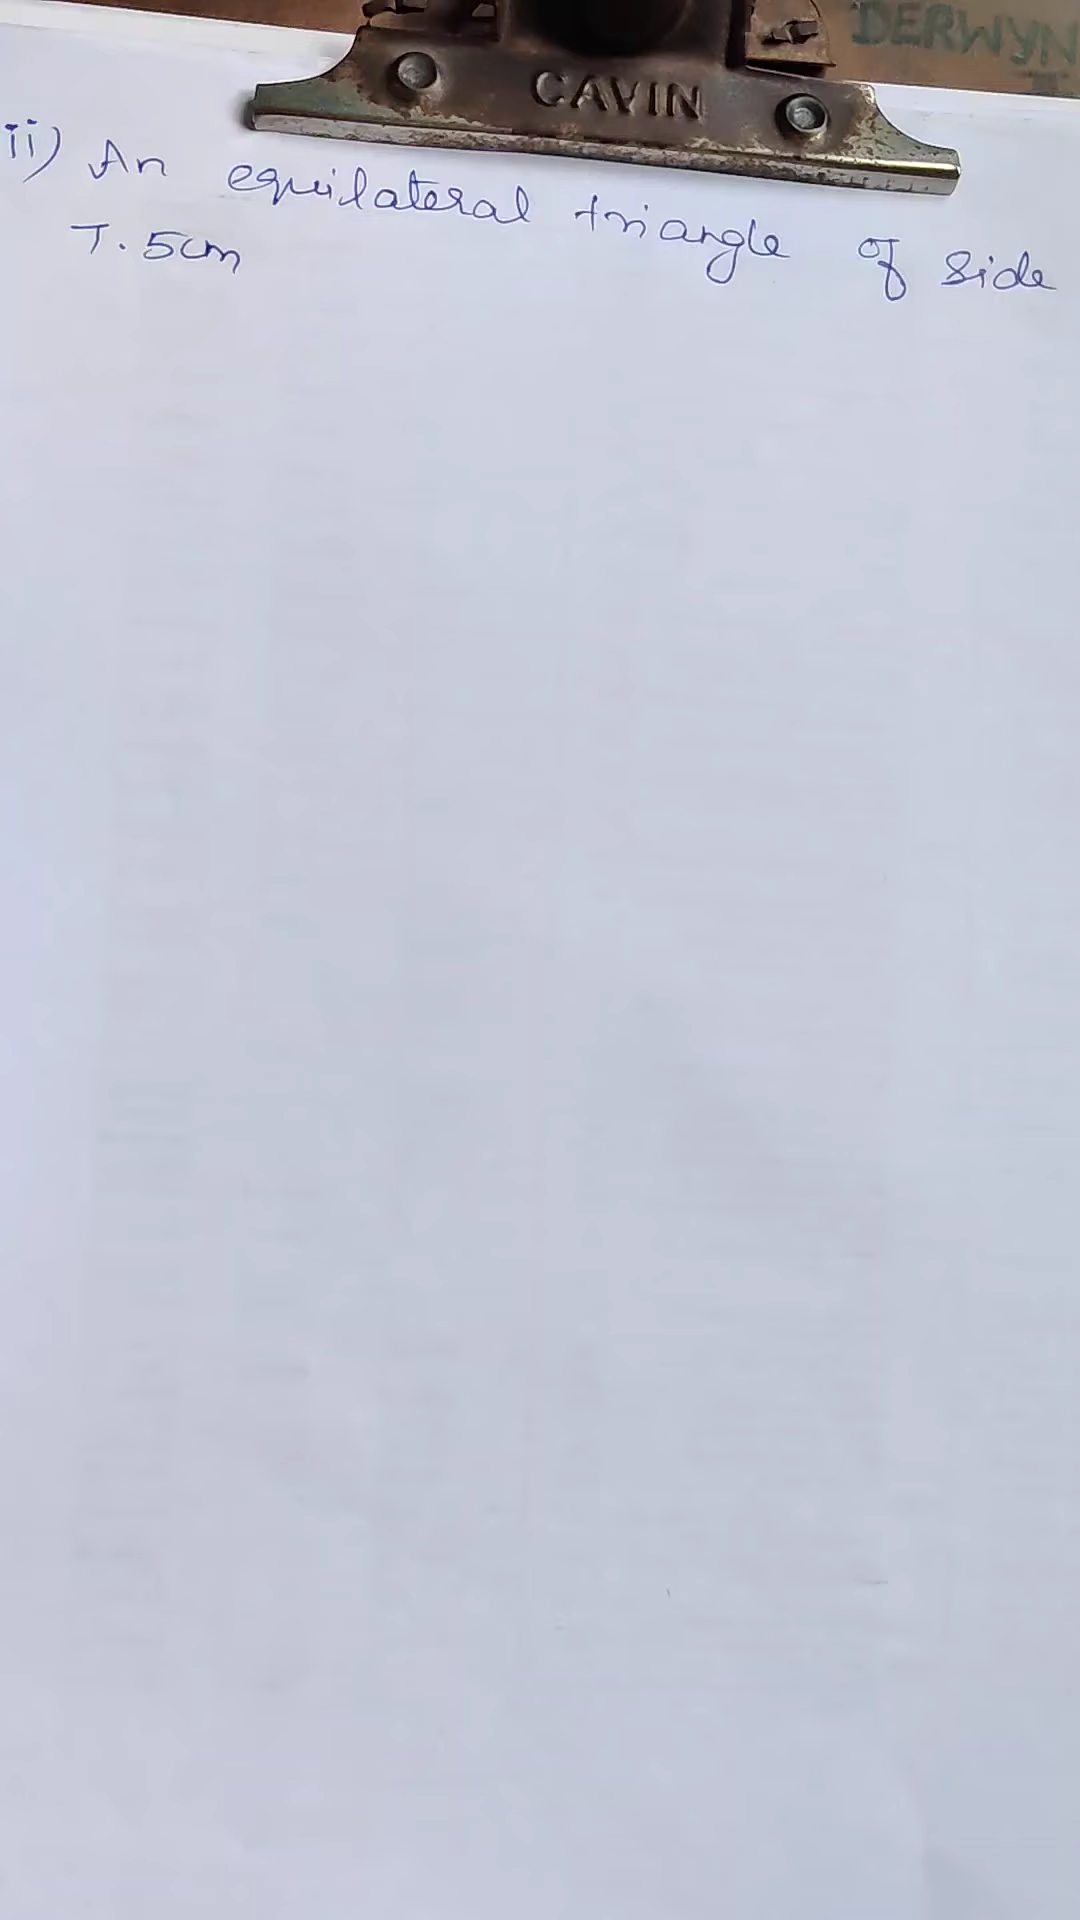 DERWYN
CAVIN
ii) An equilateral triangle of side
7.5cm